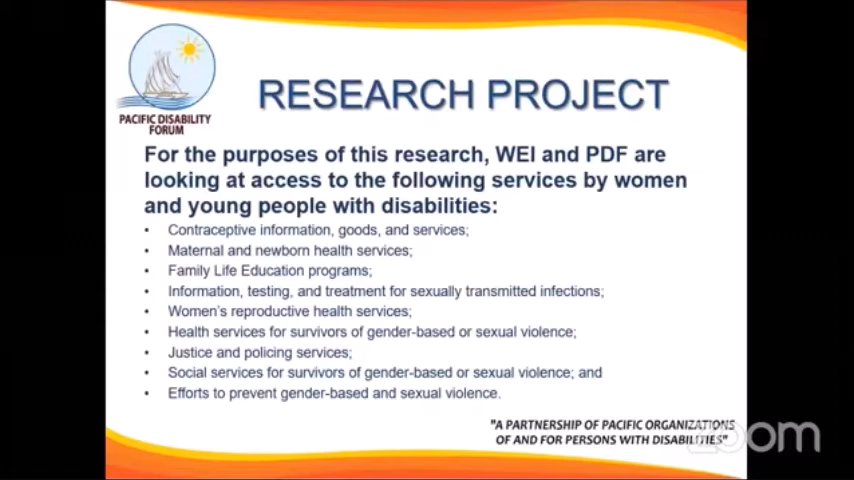 PACIFIC DISABILITY
FORUM
RESEARCH PROJECT
For the purposes of this research, WEI and PDF are
looking at access to the following services by women
and young people with disabilities:
• Contraceptive information, goods, and services;
• Maternal and newborn health services;
• Family Life Education programs;
• Information, testing, and treatment for sexually transmitted infections;
• Women's reproductive health services;
• Health services for survivors of gender-based or sexual violence;
• Justice and policing services;
• Social services for survivors of gender-based or sexual violence; and
• Efforts to prevent gender-based and sexual violence.
"A PARTNERSHIP OF PACIFIC ORGANIZATIONS
OF AND FOR PERSONS WITH DISABILITIES"
zoom